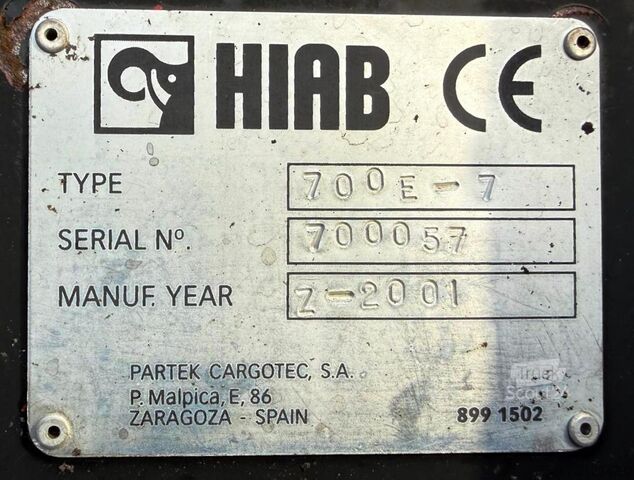 HIAB CE
TYPE 700E-7
SERIAL Nº. 700057
MANUF. YEAR Z-2001
PARTEK CARGOTEC, S.A.
P. Malpica, E, 86
ZARAGOZA - SPAIN 899 1502